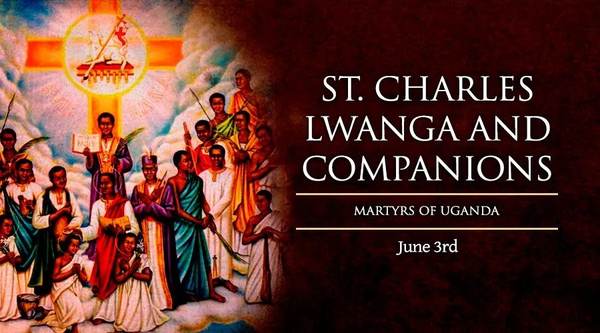 ST. CHARLES
LWANGA AND
COMPANIONS
MARTYRS OF UGANDA
June 3rd